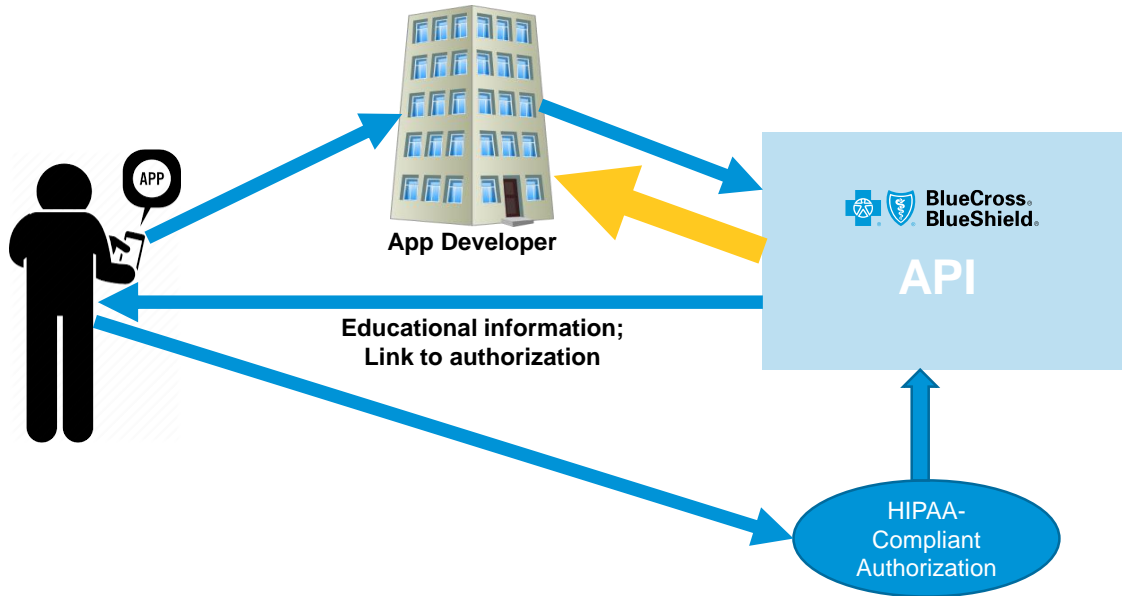 APP
App Developer
BlueCross®
BlueShield®
API
Educational information;
Link to authorization
HIPAA-
Compliant
Authorization